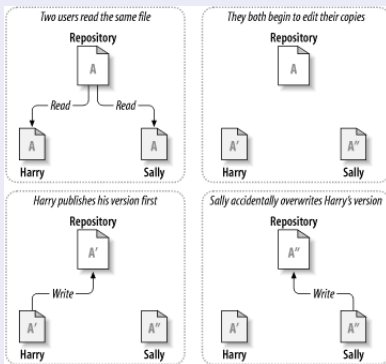 Two users read the same file
Repository
A
Read Read
A A
Harry Sally
They both begin to edit their copies
Repository
A
A' A"
Harry Sally
Harry publishes his version first
Repository
A'
Write
A' A"
Harry Sally
Sally accidentally overwrites Harry's version
Repository
A"
Write
A' A"
Harry Sally